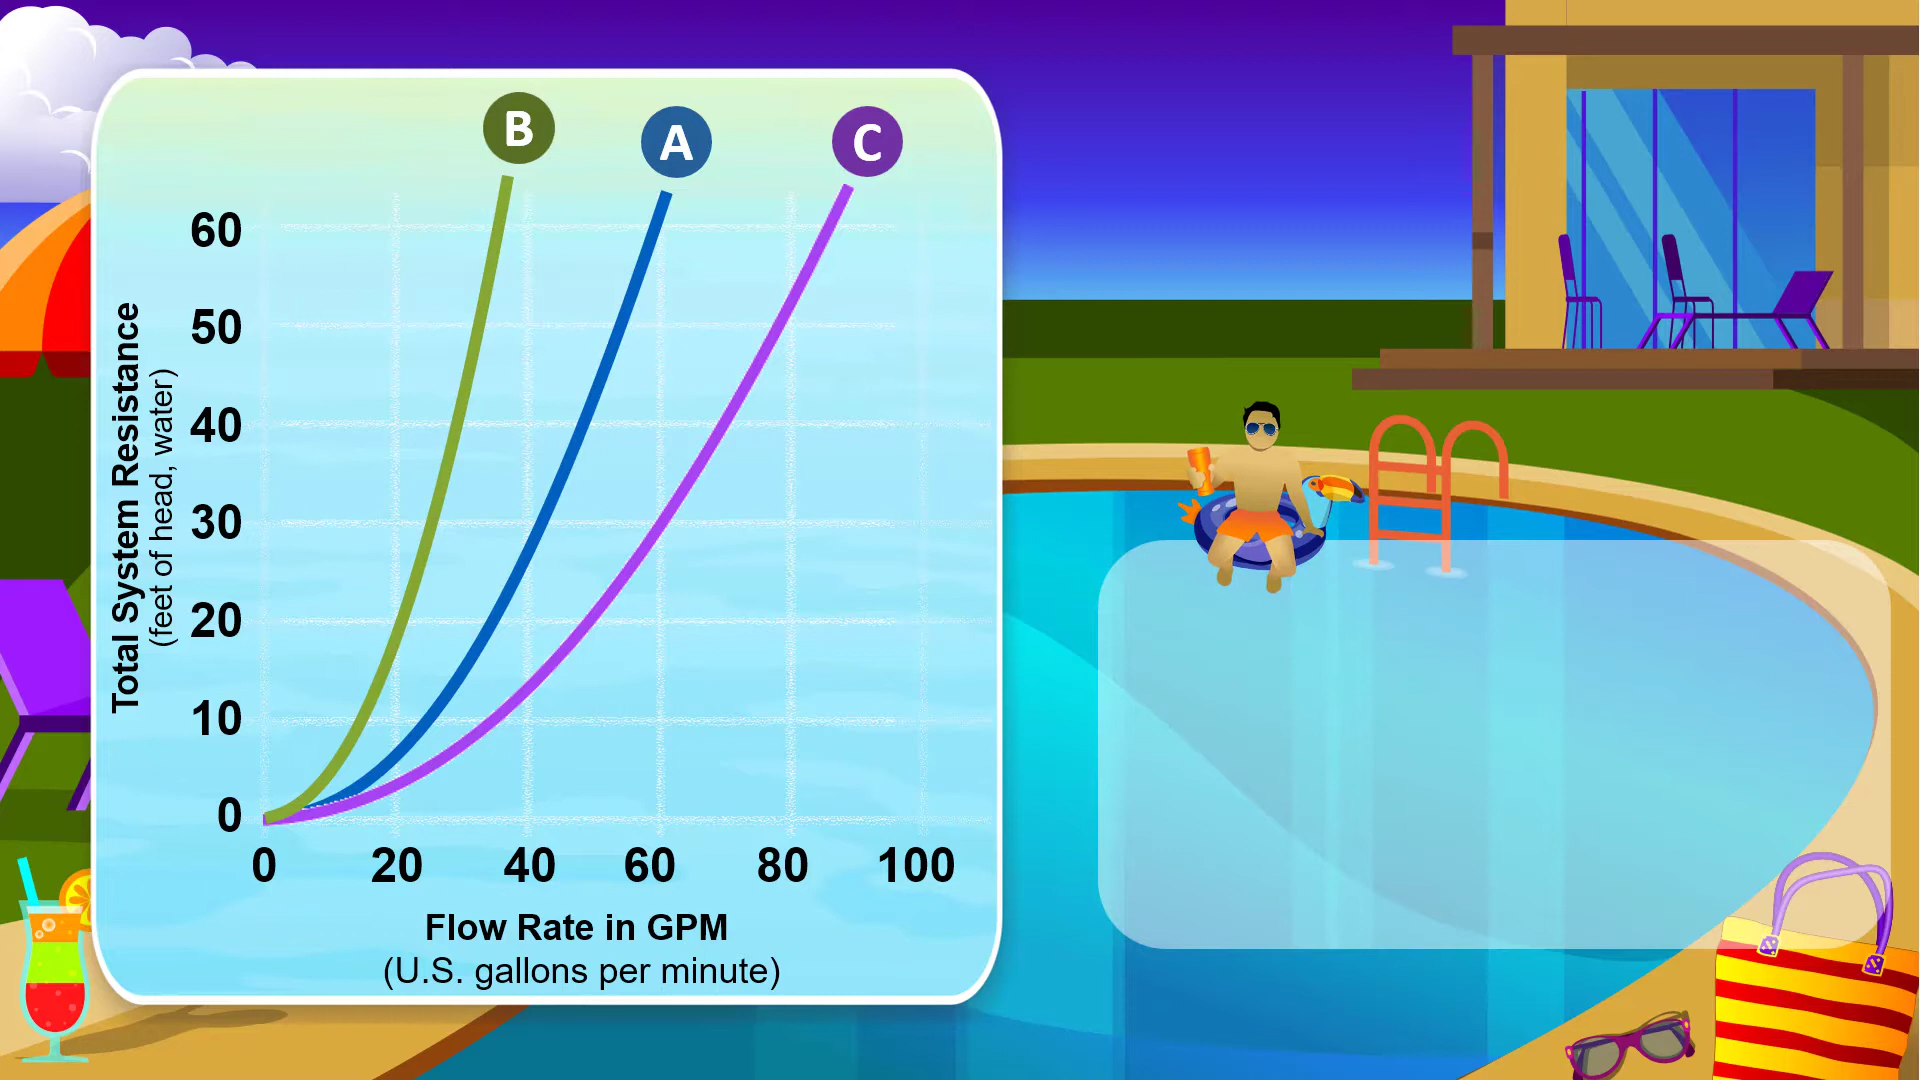 B
A
C
60
50
40
30
20
10
0
Total System Resistance
(feet of head, water)
0 20 40 60 80 100
Flow Rate in GPM
(U.S. gallons per minute)